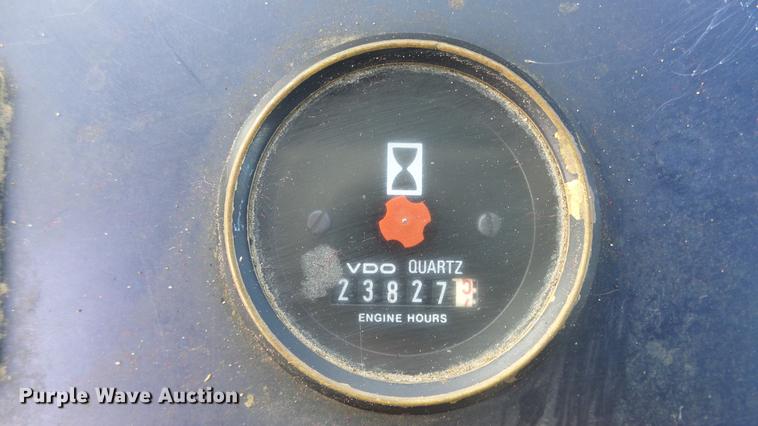 VDO QUARTZ
23827
ENGINE HOURS
Purple Wave Auction